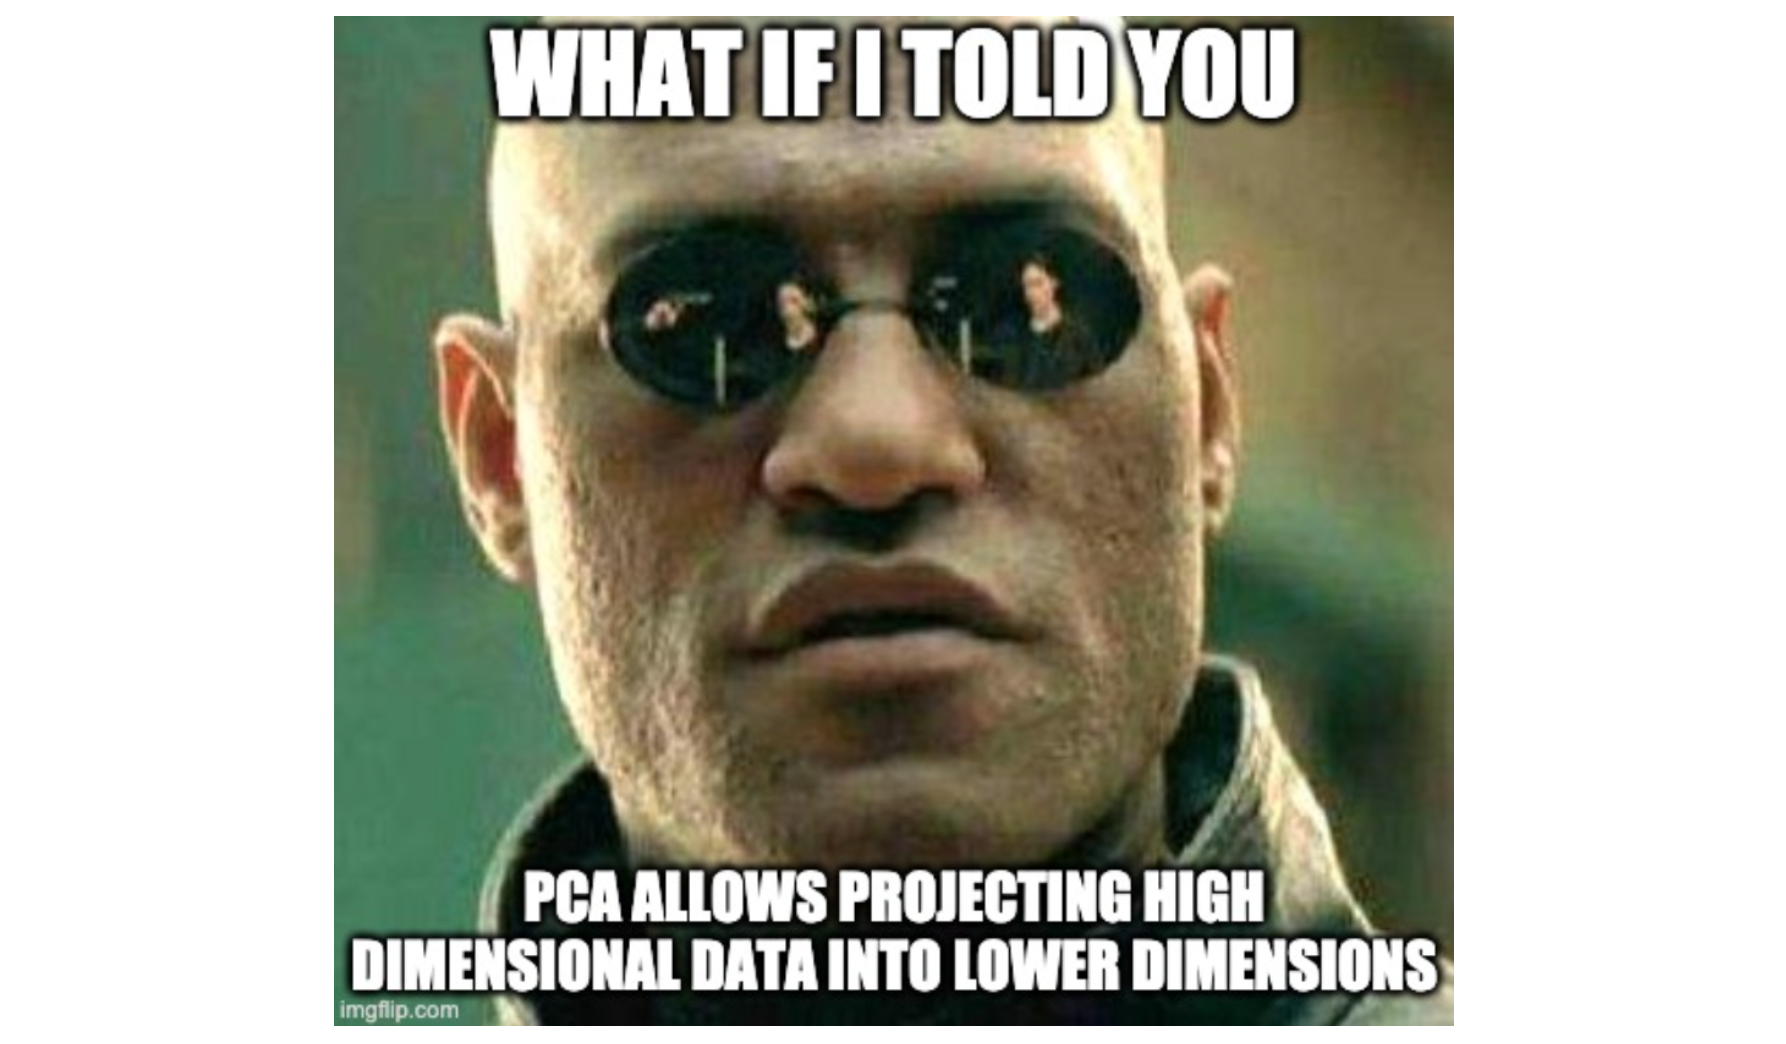 WHAT IF I TOLD YOU
PCA ALLOWS PROJECTING HIGH
DIMENSIONAL DATA INTO LOWER DIMENSIONS
imgflip.com